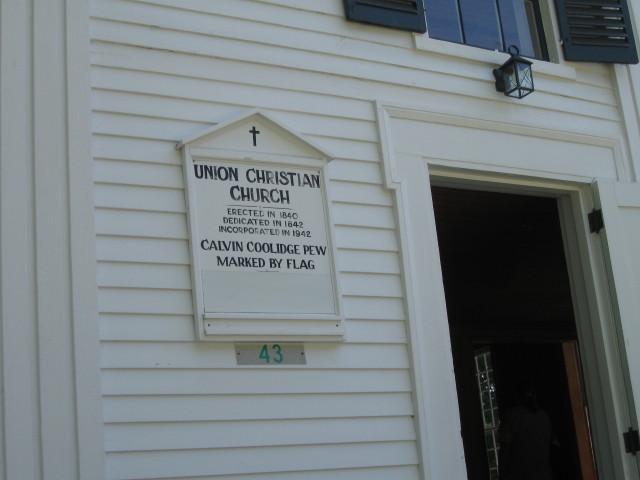 UNION CHRISTIAN
CHURCH
ERECTED IN 1840
DEDICATED IN 1842
INCORPORATED IN 1942
CALVIN COOLIDGE PEW
MARKED BY FLAG
43